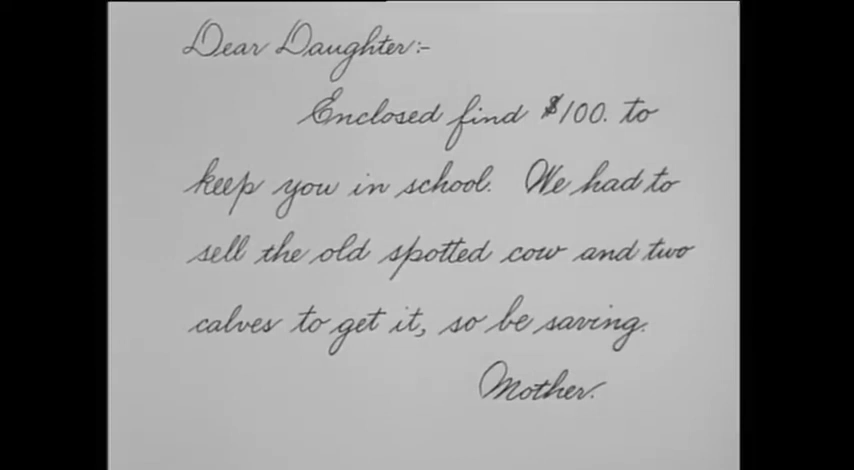 Dear Daughter:-
Enclosed find $100. to
keep you in school. We had to
sell the old spotted cow and two
calves to get it, so be saving.
Mother.